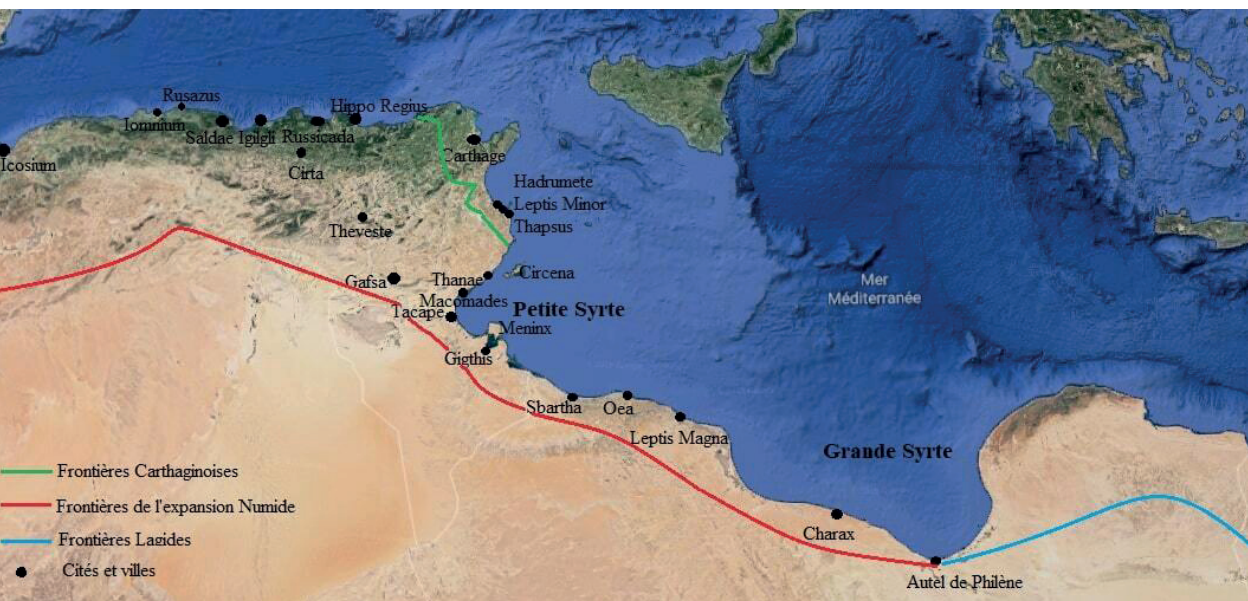 Rusazus
Iomnium
Hippo Regius
Saldae
Igilgli
Russicada
Icosium
Cirta
Carthage
Hadrumete
Leptis Minor
Thapsus
Théveste
Gafsa
Thanae
Circena
Macomades
Tacape
Petite Syrte
Meninx
Gigthis
Mer
Méditerranée
Sbartha
Oea
Leptis Magna
Grande Syrte
Charax
Autel de Philène
Frontières Carthaginoises
Frontières de l'expansion Numide
Frontières Lagides
Cités et villes